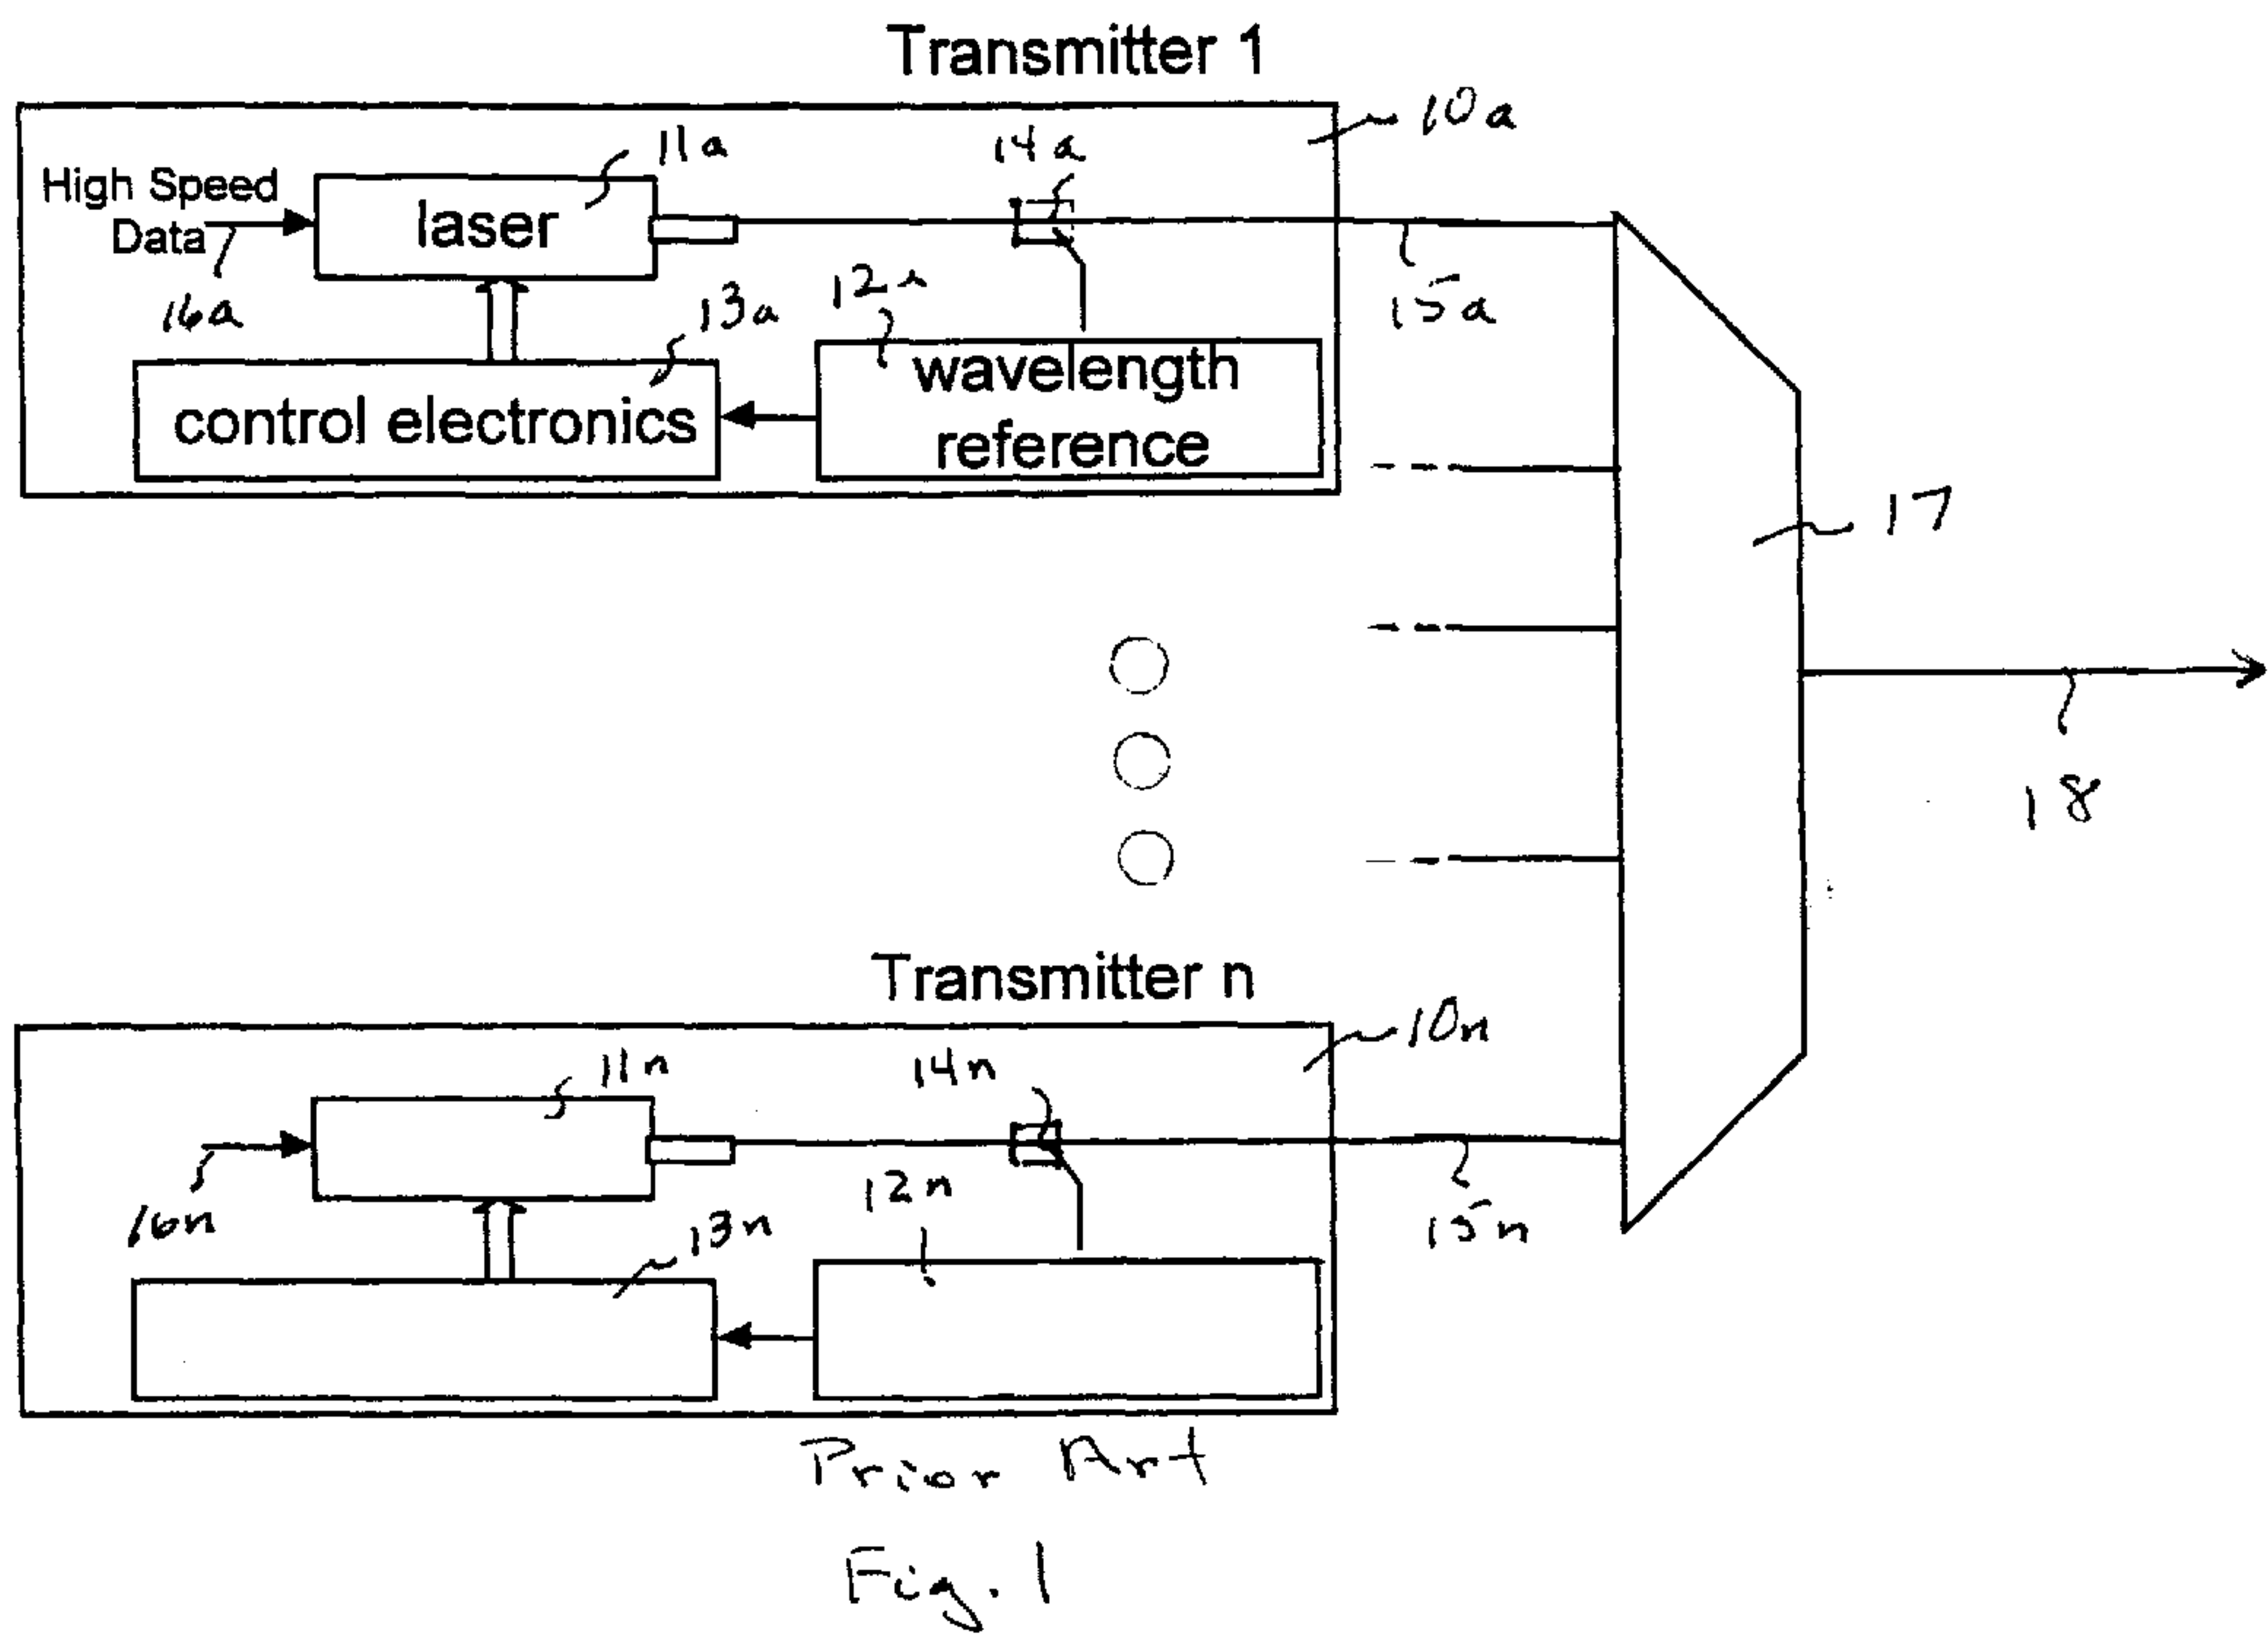 Transmitter 1
10a
11a
14a
High Speed
Data
laser
16a
13a
12a
15a
control electronics
wavelength
reference
17
18
Transmitter n
10n
11n
14n
16n
13n
12n
15n
Prior Art
Fig. 1